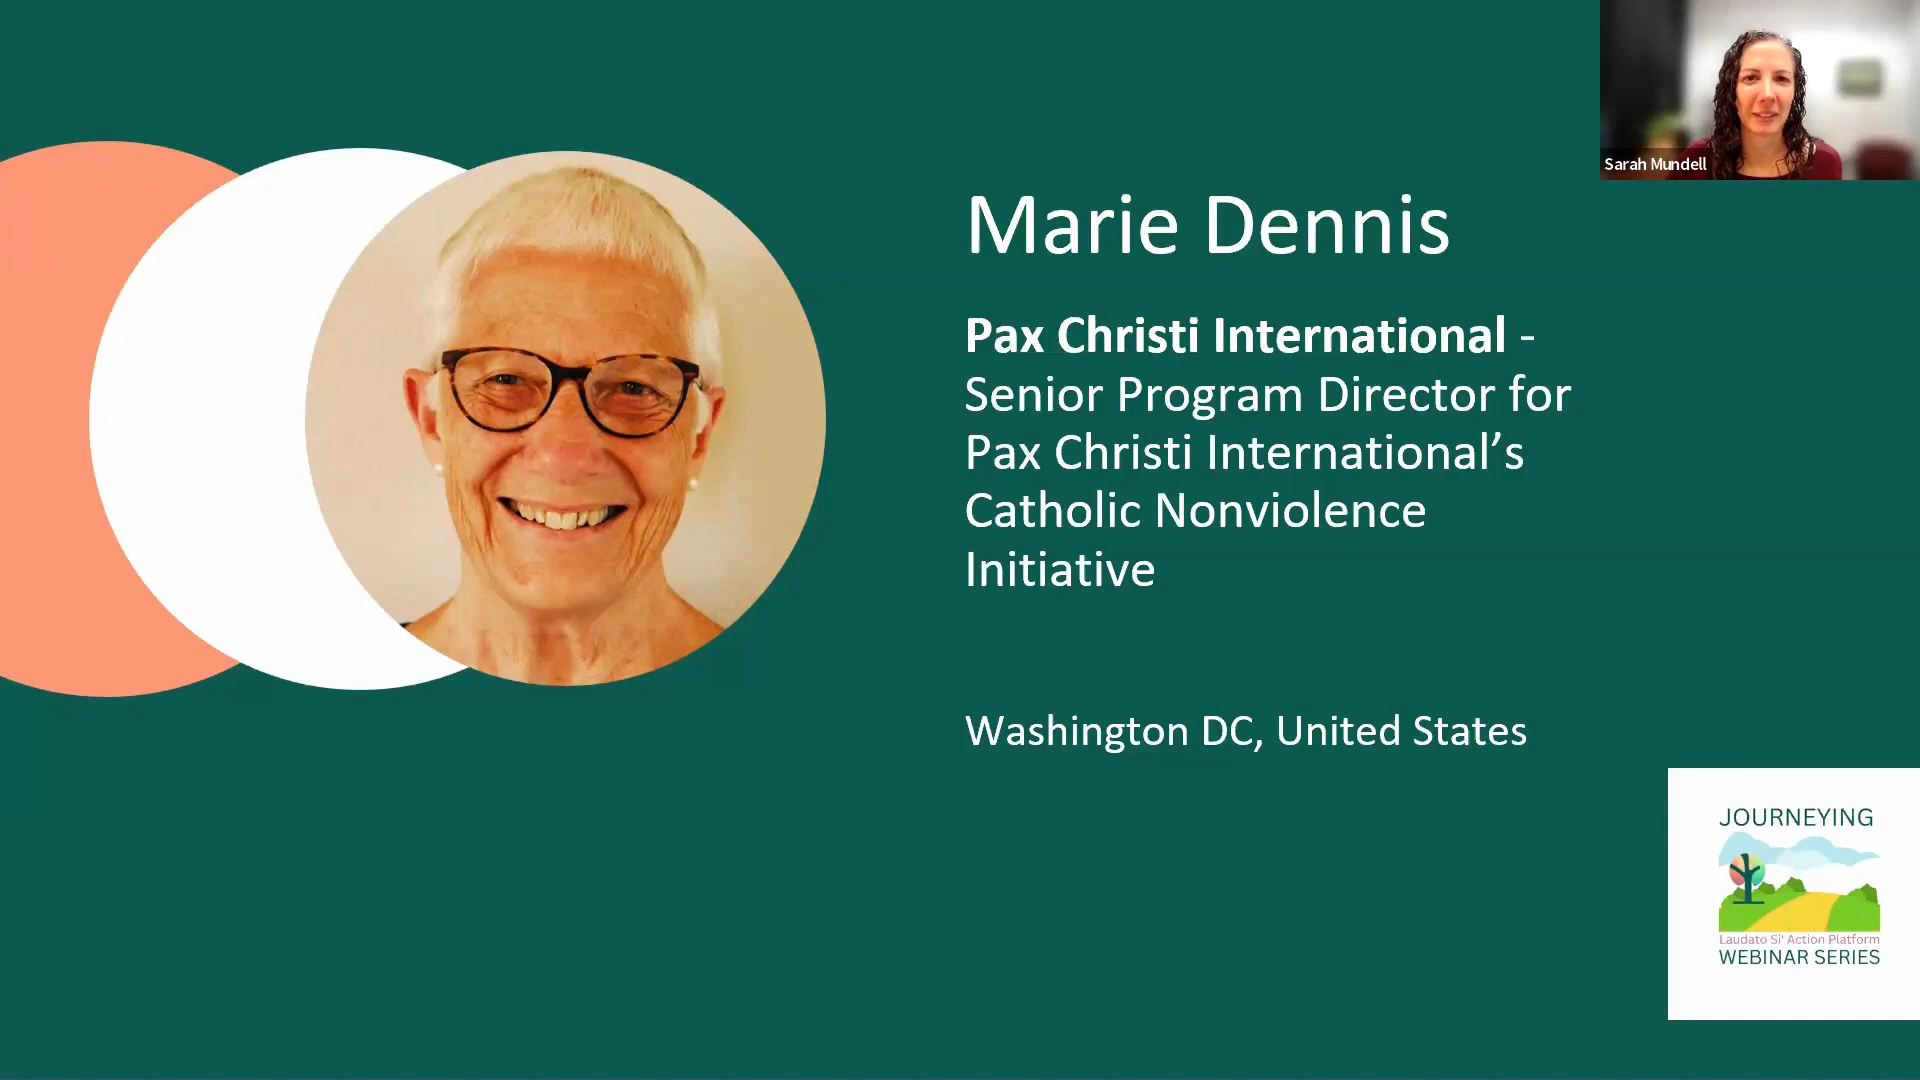 Sarah Mundell
Marie Dennis
Pax Christi International -
Senior Program Director for
Pax Christi International’s
Catholic Nonviolence
Initiative
Washington DC, United States
JOURNEYING
Laudato Si' Action Platform
WEBINAR SERIES